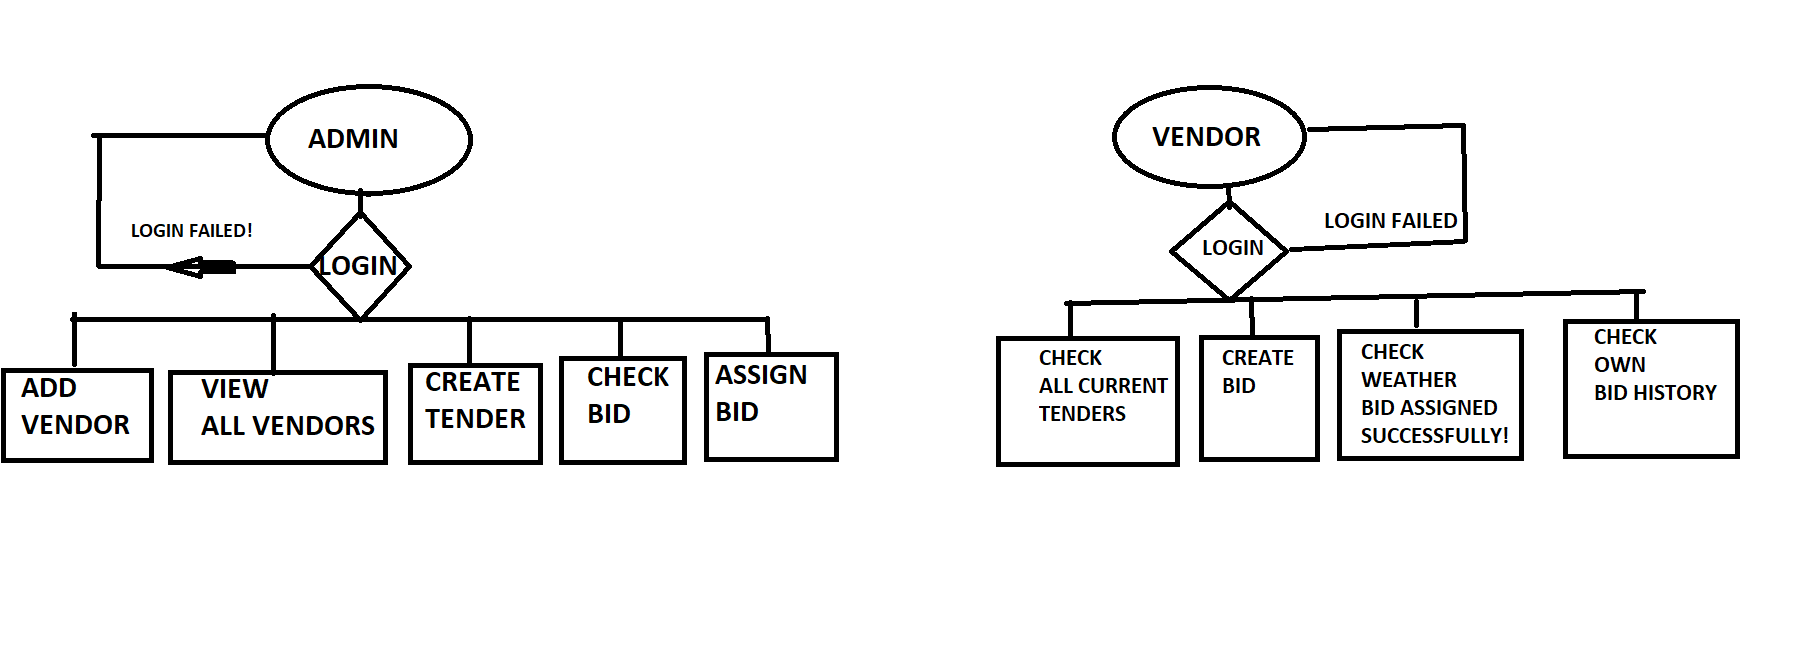 ADMIN
LOGIN FAILED!
LOGIN
ADD
VENDOR
VIEW
ALL VENDORS
CREATE
TENDER
CHECK
BID
ASSIGN
BID
VENDOR
LOGIN FAILED
LOGIN
CHECK
ALL CURRENT
TENDERS
CREATE
BID
CHECK
WEATHER
BID ASSIGNED
SUCCESSFULLY!
CHECK
OWN
BID HISTORY